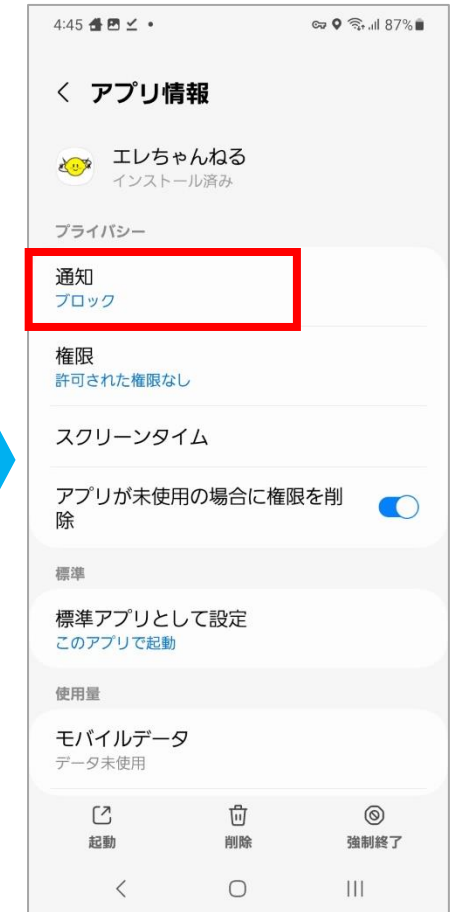 4:45
87%
アプリ情報
エレちゃんねる
インストール済み
プライバシー
通知
ブロック
権限
許可された権限なし
スクリーンタイム
アプリが未使用の場合に権限を削
除
標準
標準アプリとして設定
このアプリで起動
使用量
モバイルデータ
データ未使用
起動 削除 強制終了